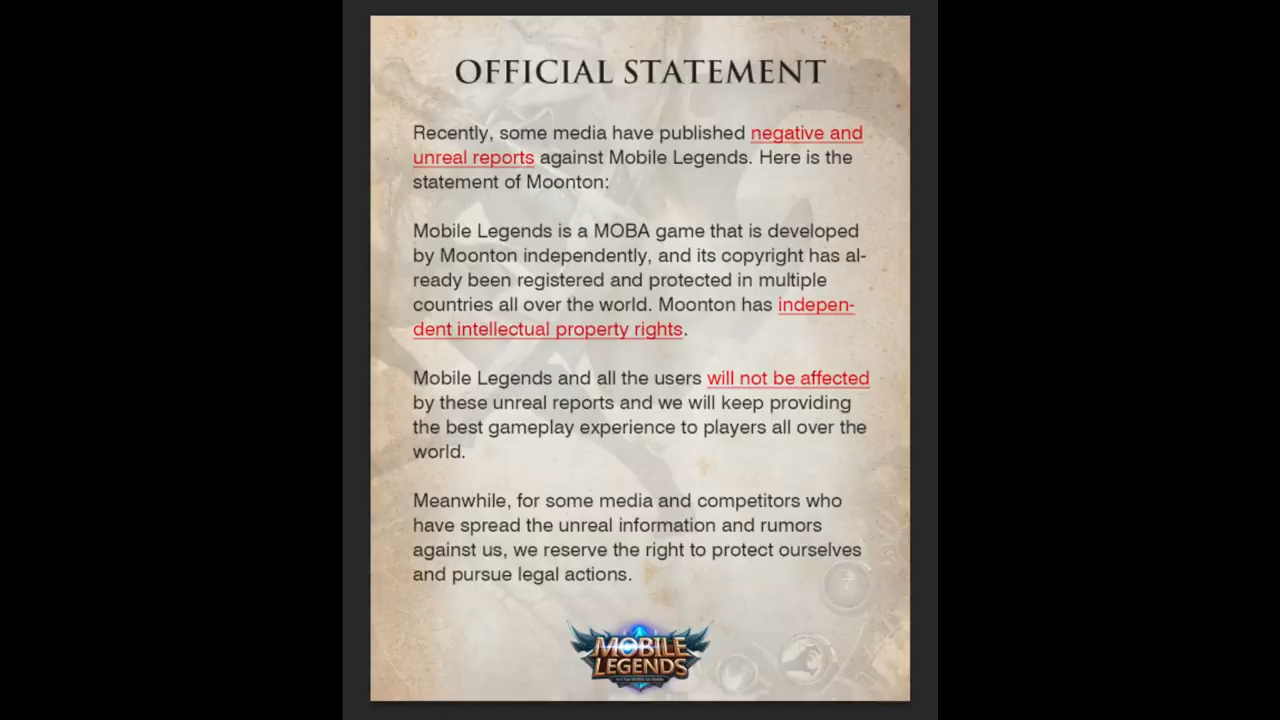 OFFICIAL STATEMENT
Recently, some media have published negative and
unreal reports against Mobile Legends. Here is the
statement of Moonton:
Mobile Legends is a MOBA game that is developed
by Moonton independently, and its copyright has al-
ready been registered and protected in multiple
countries all over the world. Moonton has indepen-
dent intellectual property rights.
Mobile Legends and all the users will not be affected
by these unreal reports and we will keep providing
the best gameplay experience to players all over the
world.
Meanwhile, for some media and competitors who
have spread the unreal information and rumors
against us, we reserve the right to protect ourselves
and pursue legal actions.
MOBILE
LEGENDS